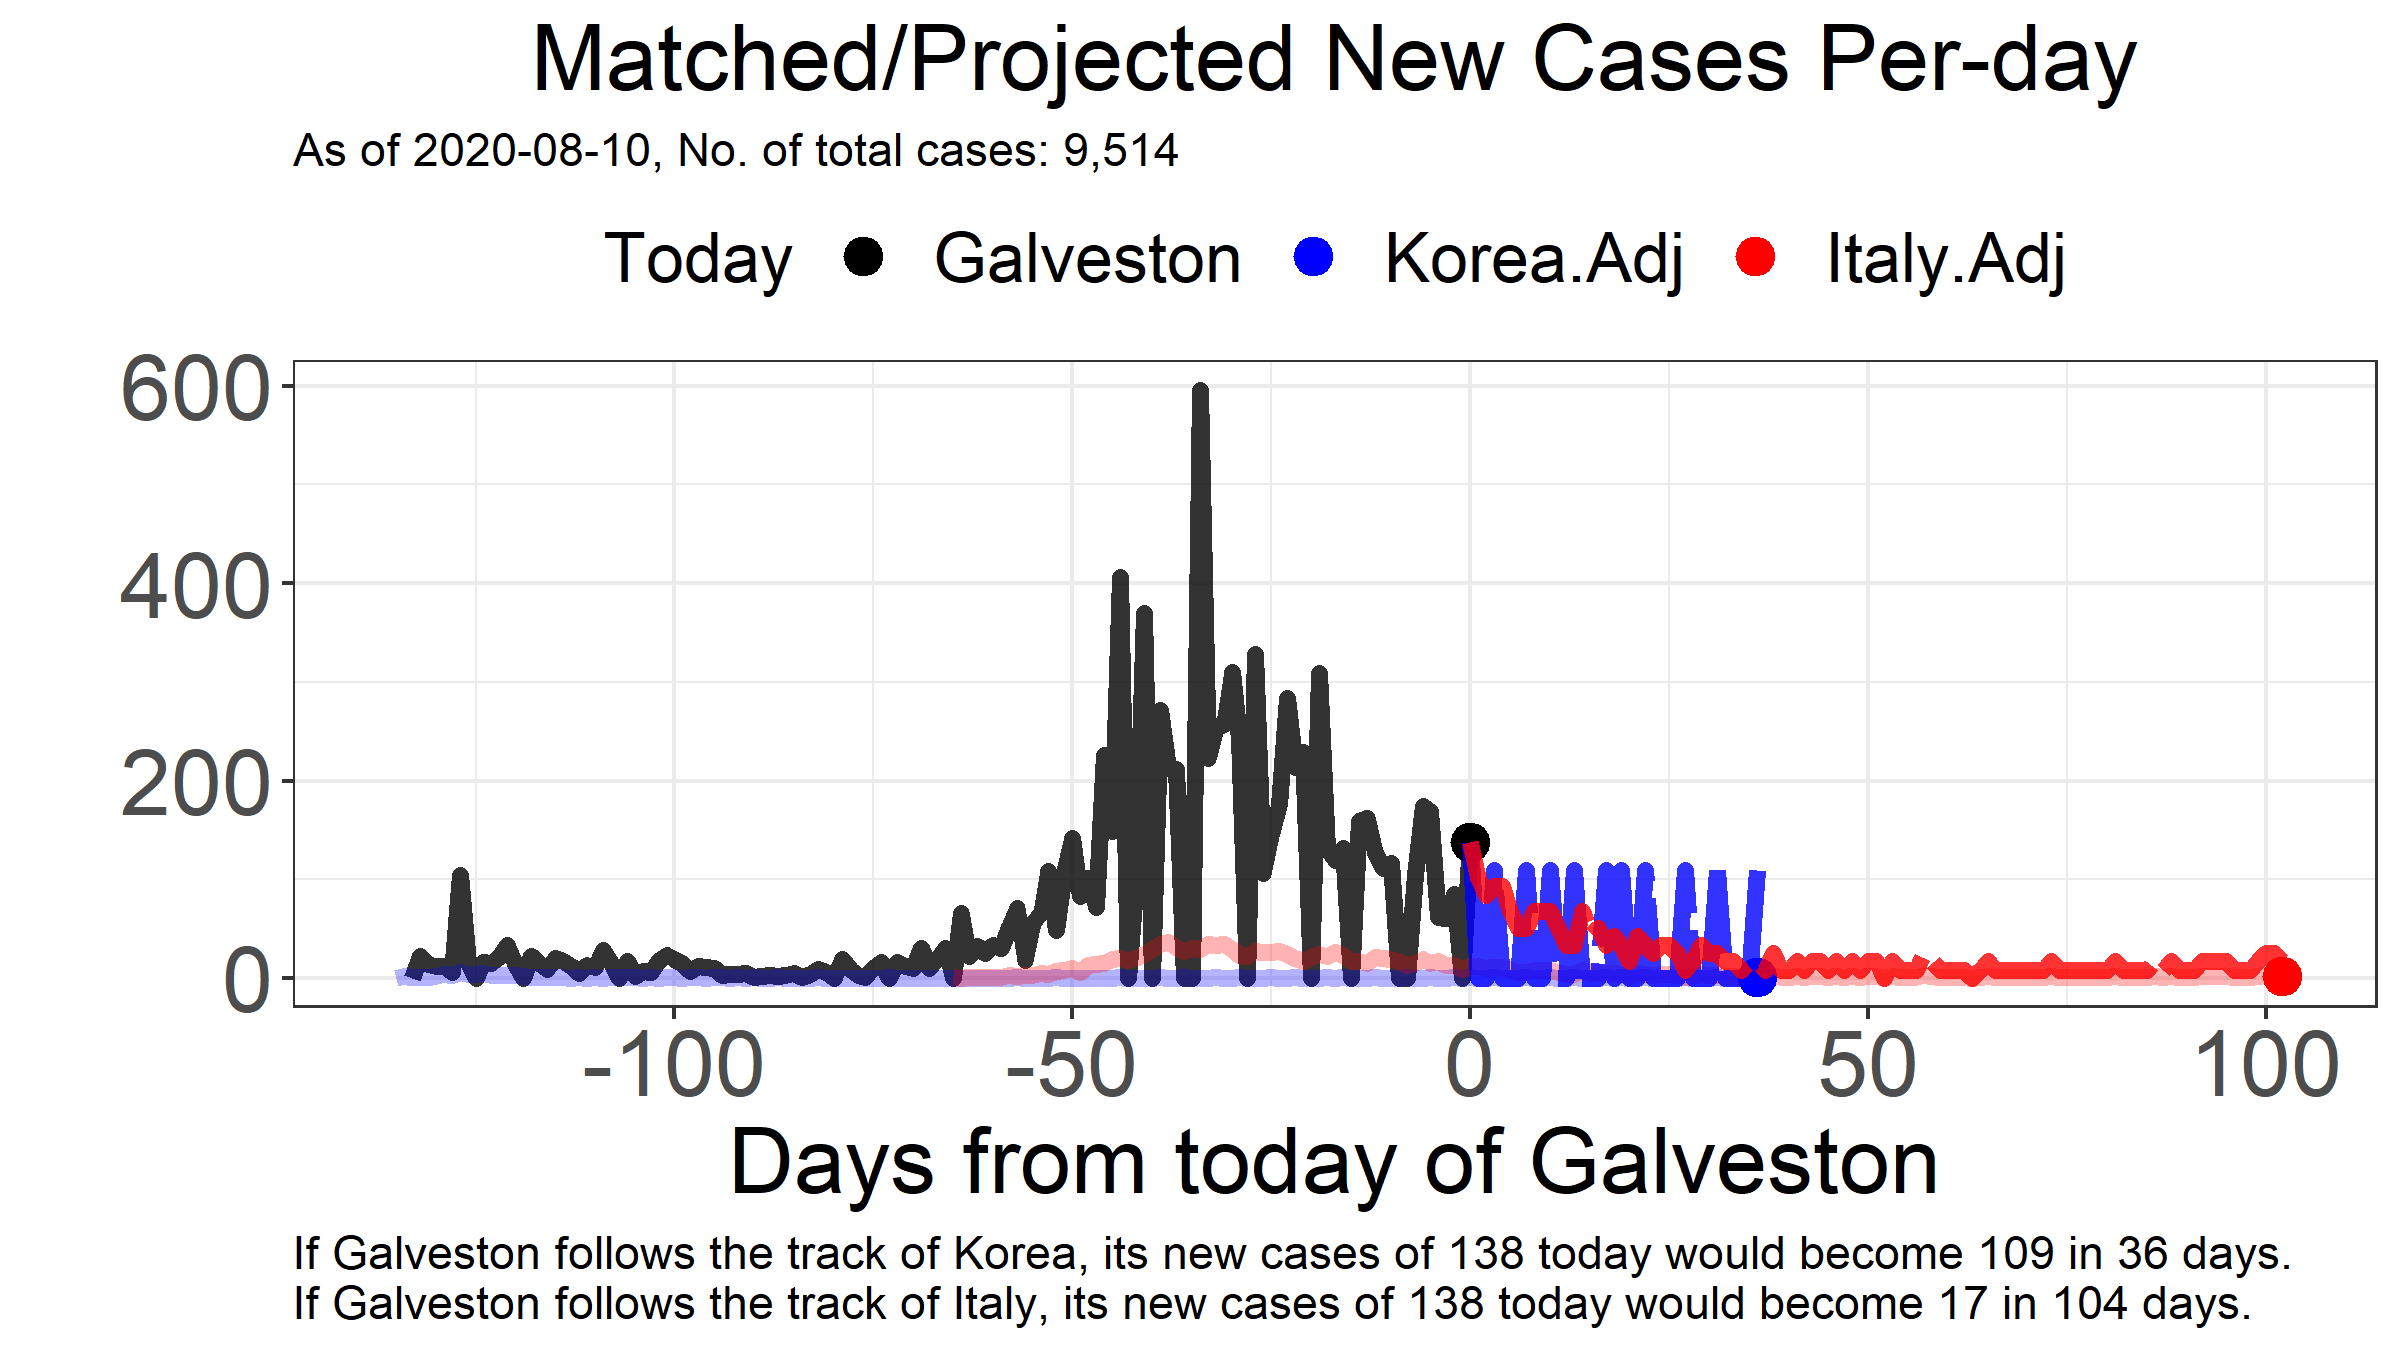 Matched/Projected New Cases Per-day
As of 2020-08-10, No. of total cases: 9,514
Today Galveston Korea.Adj Italy.Adj
600
400
200
0
-100 -50 0 50 100
Days from today of Galveston
If Galveston follows the track of Korea, its new cases of 138 today would become 109 in 36 days.
If Galveston follows the track of Italy, its new cases of 138 today would become 17 in 104 days.